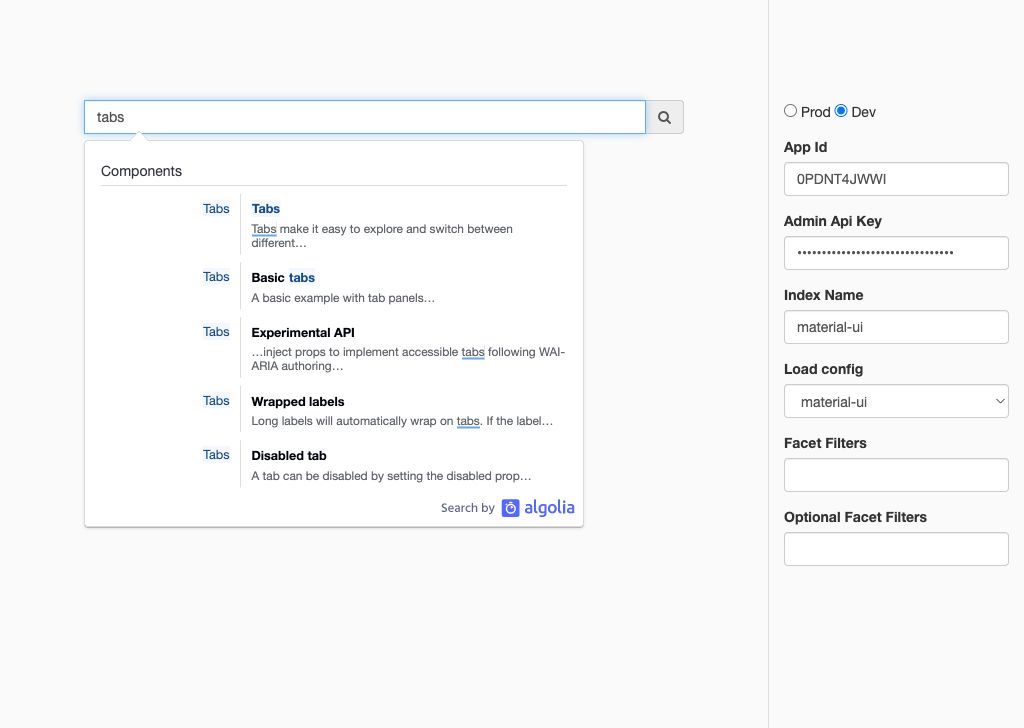 tabs
Components
Tabs
Tabs
Tabs make it easy to explore and switch between
different…
Tabs
Basic tabs
A basic example with tab panels…
Tabs
Experimental API
…inject props to implement accessible tabs following WAI-
ARIA authoring…
Tabs
Wrapped labels
Long labels will automatically wrap on tabs. If the label…
Tabs
Disabled tab
A tab can be disabled by setting the disabled prop…
Search by algolia
Prod Dev
App Id
0PDNT4JWWI
Admin Api Key
••••••••••••••••••••••••••••••••
Index Name
material-ui
Load config
material-ui
Facet Filters
Optional Facet Filters